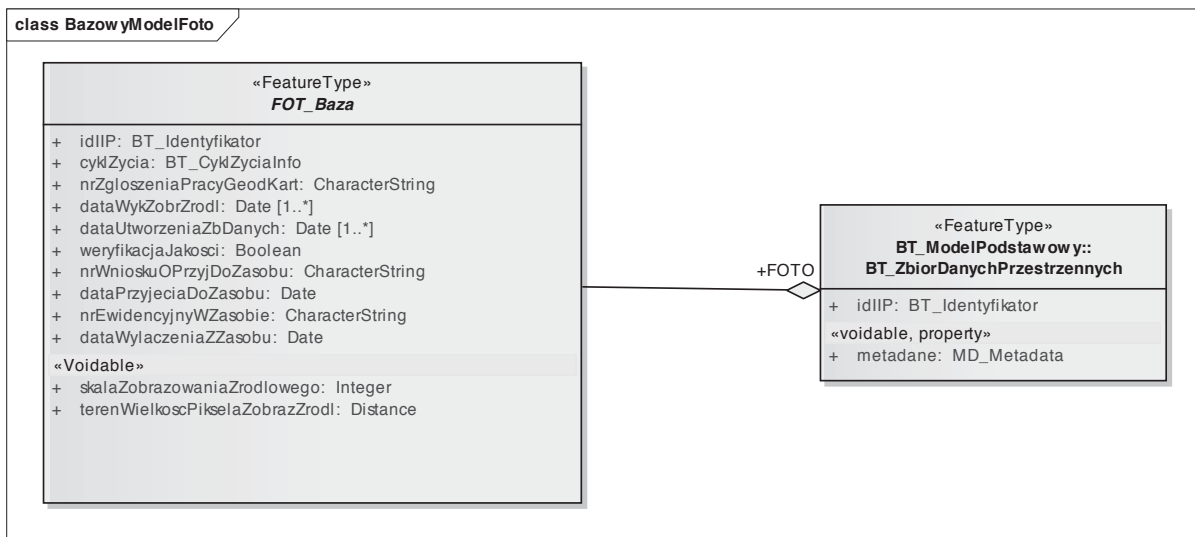 class BazowyModelFoto
«FeatureType»
FOT_Baza
+ idIIP: BT_Identyfikator
+ cyklZycia: BT_CyklZyciaInfo
+ nrZgloszeniaPracyGeodKart: CharacterString
+ dataWykZobrZrodl: Date [1..*]
+ dataUtworzeniaZbDanych: Date [1..*]
+ weryfikacjaJakosci: Boolean
+ nrWnioskuOPrzyjDoZasobu: CharacterString
+ dataPrzyjeciaDoZasobu: Date
+ nrEwidencyjnyWZasobie: CharacterString
+ dataWylaczeniaZZasobu: Date
«Voidable»
+ skalaZobrazowaniaZrodlowego: Integer
+ terenWielkoscPikselaZobrazZrodl: Distance
+FOTO
«FeatureType»
BT_ModelPodstawowy::
BT_ZbiorDanychPrzestrzennych
+ idIIP: BT_Identyfikator
«voidable, property»
+ metadane: MD_Metadata